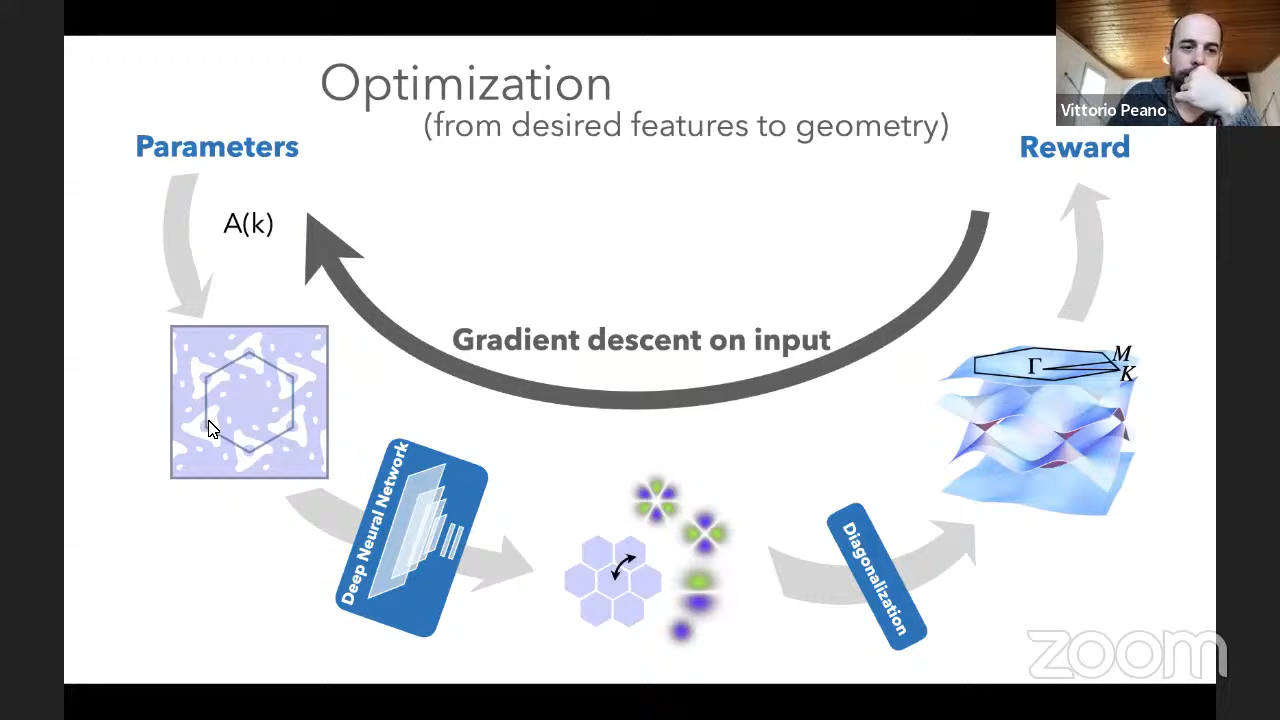 Optimization
(from desired features to geometry)
Vittorio Peano
Parameters
Reward
A(k)
Gradient descent on input
Γ
M
K
Deep Neural Network
Diagonalization
zoom